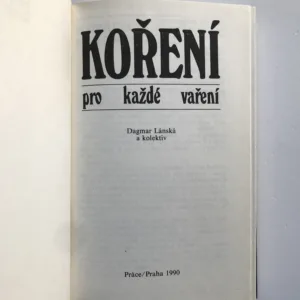 KOŘENÍ
pro každé vaření
Dagmar Lánská
a kolektiv
Práce/Praha 1990